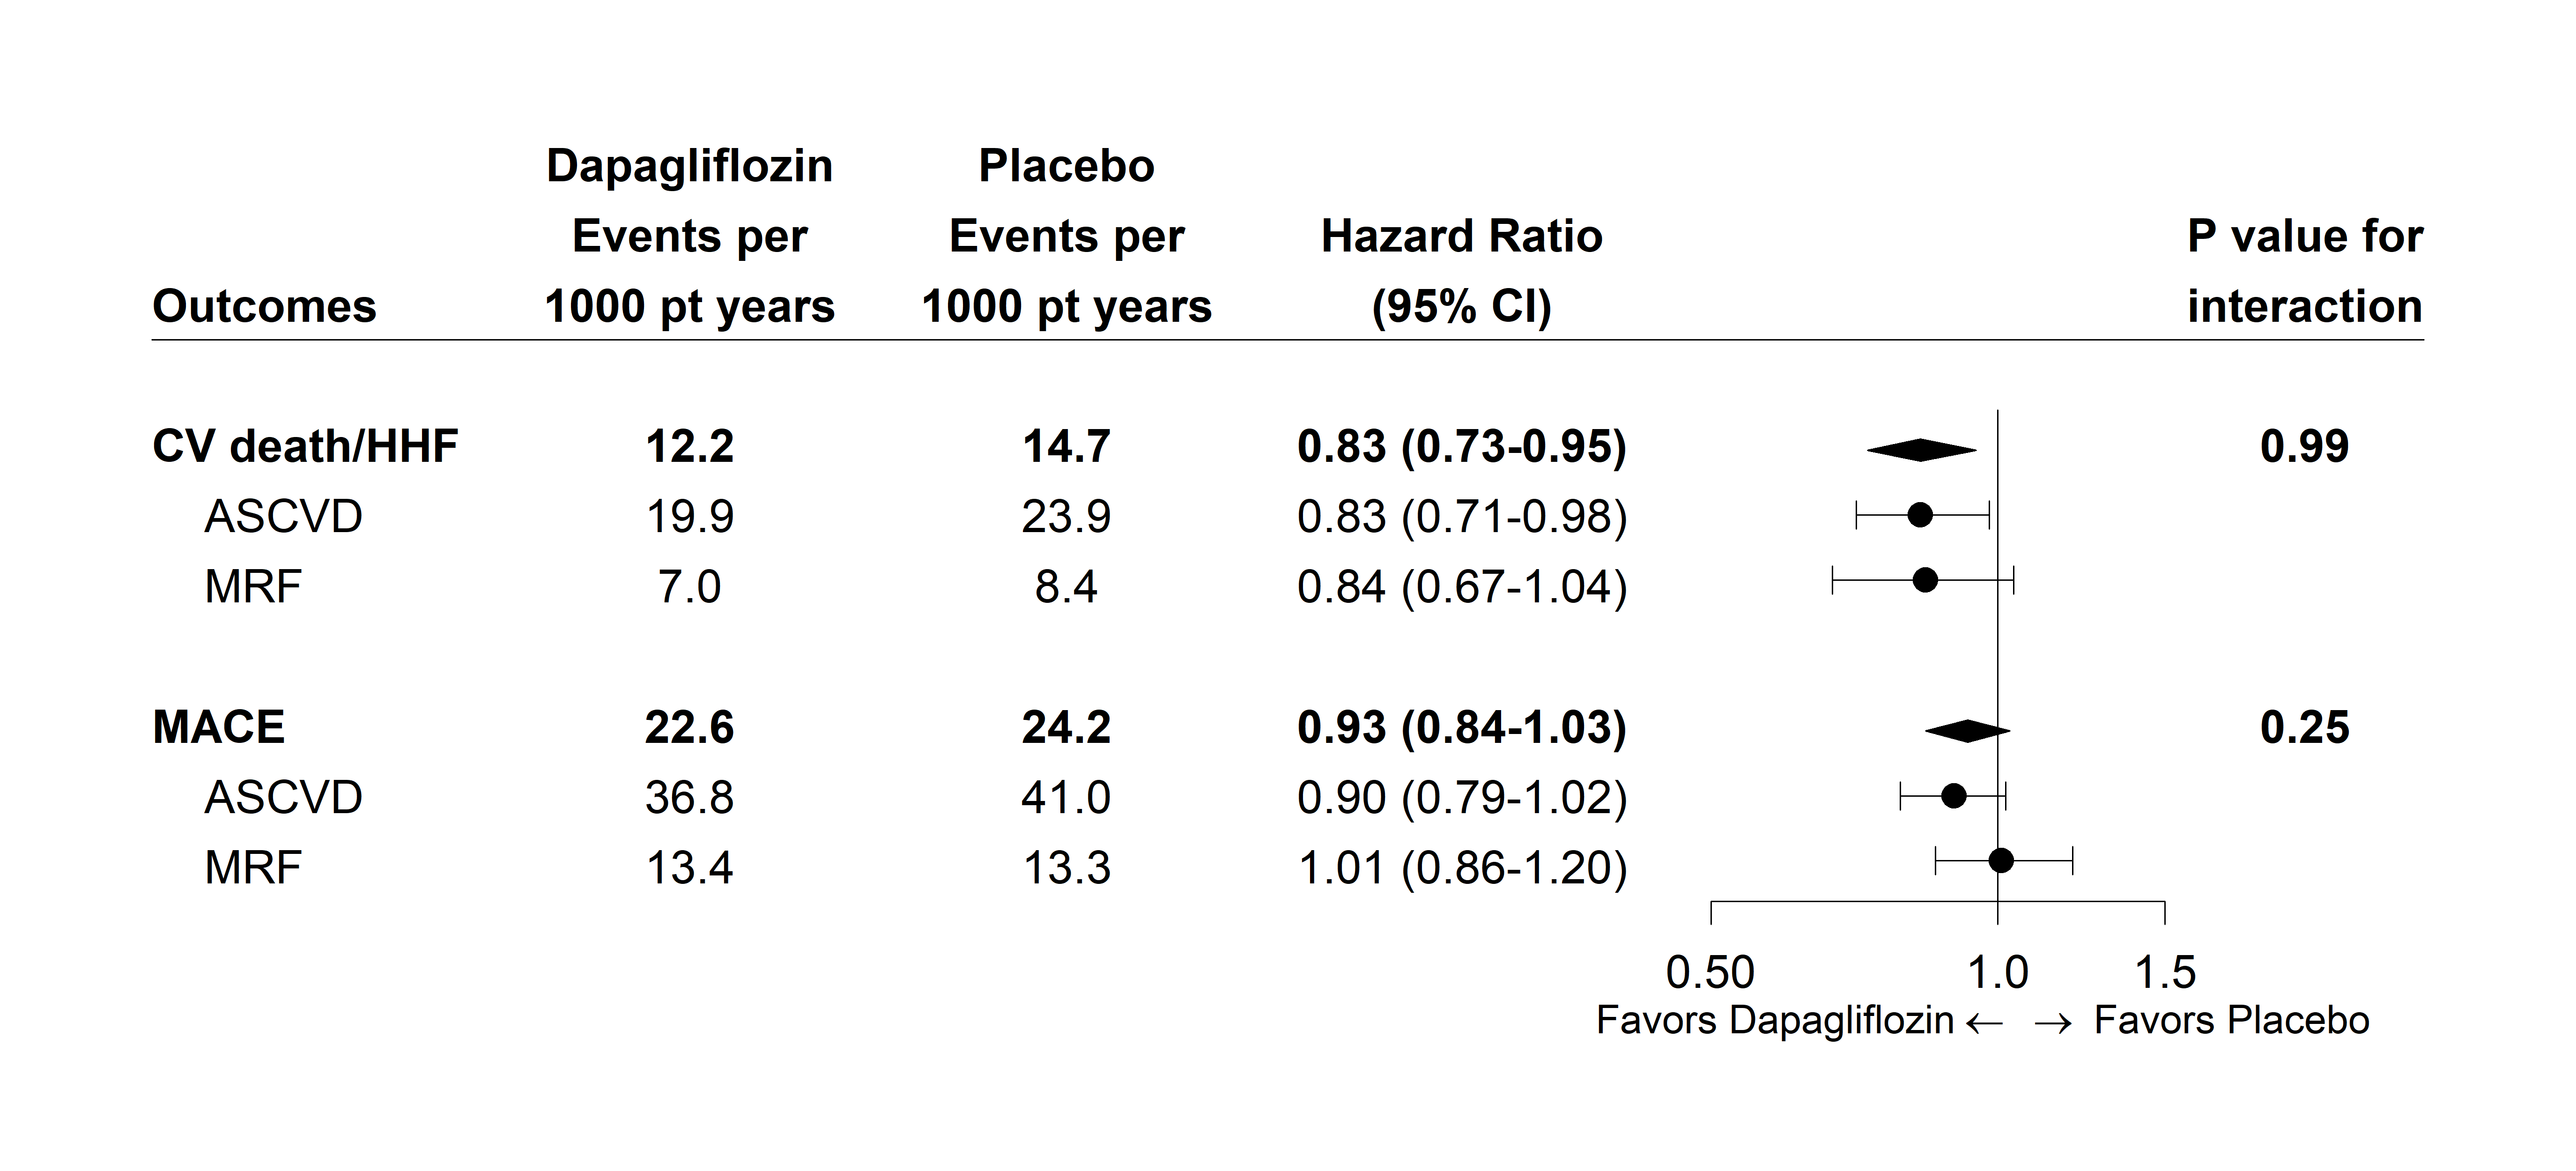 Dapagliflozin Placebo
Events per Events per Hazard Ratio P value for
Outcomes 1000 pt years 1000 pt years (95% CI) interaction
CV death/HHF 12.2 14.7 0.83 (0.73-0.95) 0.99
ASCVD 19.9 23.9 0.83 (0.71-0.98)
MRF 7.0 8.4 0.84 (0.67-1.04)
MACE 22.6 24.2 0.93 (0.84-1.03) 0.25
ASCVD 36.8 41.0 0.90 (0.79-1.02)
MRF 13.4 13.3 1.01 (0.86-1.20)
0.50 1.0 1.5
Favors Dapagliflozin ← → Favors Placebo